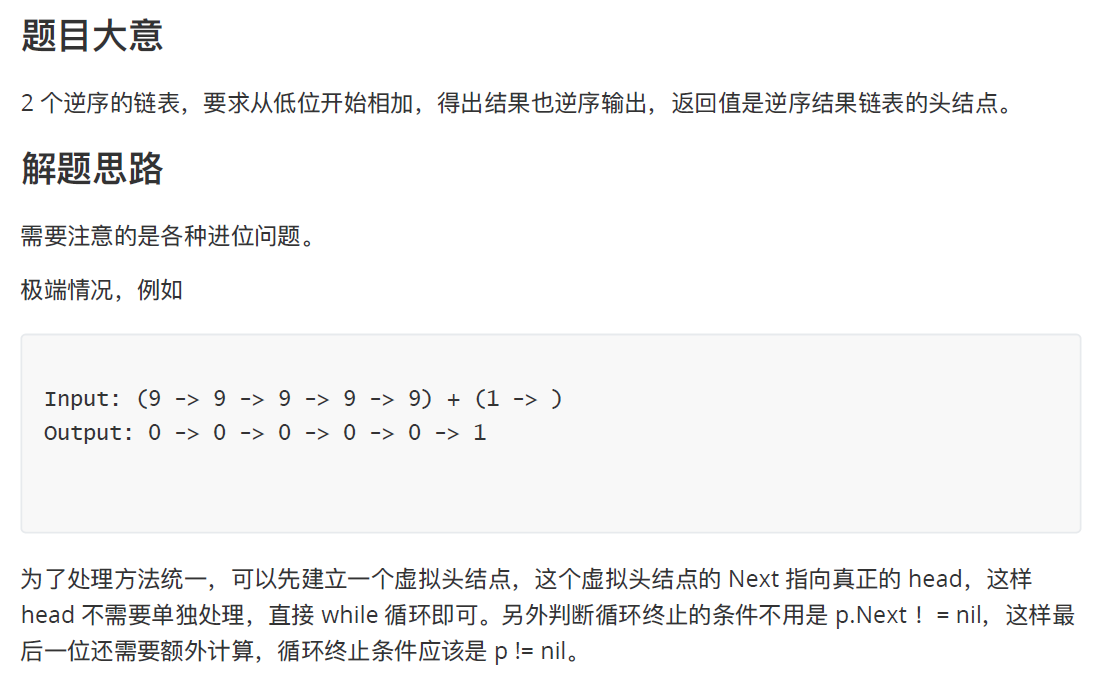 题目大意
2 个逆序的链表，要求从低位开始相加，得出结果也逆序输出，返回值是逆序结果链表的头结点。
解题思路
需要注意的是各种进位问题。
极端情况，例如
Input: (9 -> 9 -> 9 -> 9 -> 9) + (1 -> )
Output: 0 -> 0 -> 0 -> 0 -> 0 -> 1
为了处理方法统一，可以先建立一个虚拟头结点，这个虚拟头结点的 Next 指向真正的 head，这样
head 不需要单独处理，直接 while 循环即可。另外判断循环终止的条件不用是 p.Next ！= nil，这样最
后一位还需要额外计算，循环终止条件应该是 p != nil。